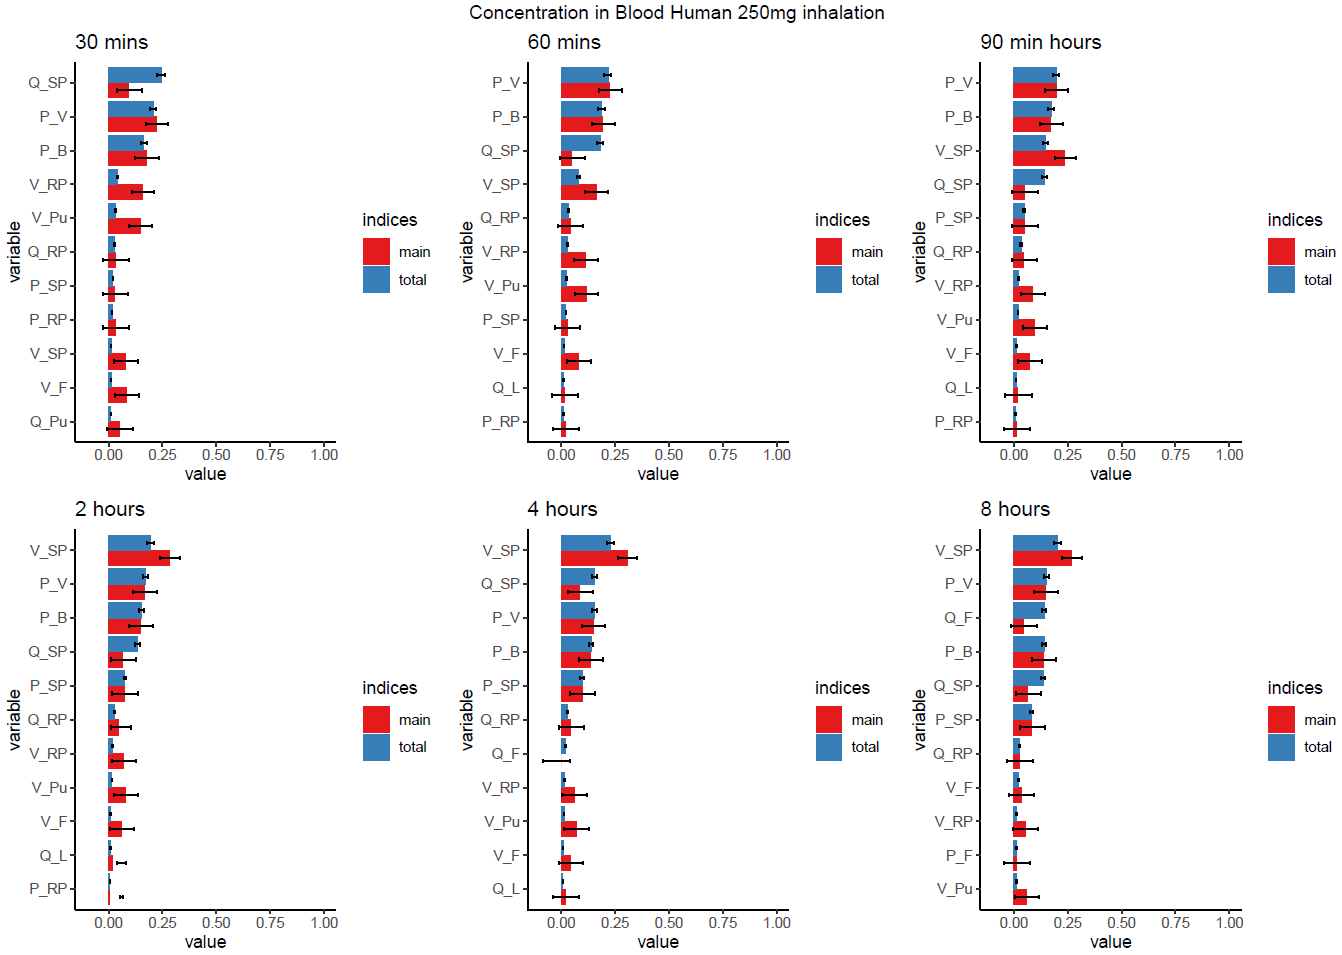 Concentration in Blood Human 250mg inhalation
30 mins
variable
Q_SP
P_V
P_B
V_RP
V_Pu
Q_RP
P_SP
P_RP
V_SP
V_F
Q_Pu
0.00 0.25 0.50 0.75 1.00
value
indices
main
total
60 mins
variable
P_V
P_B
Q_SP
V_SP
Q_RP
V_RP
V_Pu
P_SP
V_F
Q_L
P_RP
0.00 0.25 0.50 0.75 1.00
value
indices
main
total
90 min hours
variable
P_V
P_B
V_SP
Q_SP
P_SP
Q_RP
V_RP
V_Pu
V_F
Q_L
P_RP
0.00 0.25 0.50 0.75 1.00
value
indices
main
total
2 hours
variable
V_SP
P_V
P_B
Q_SP
P_SP
Q_RP
V_RP
V_Pu
V_F
Q_L
P_RP
0.00 0.25 0.50 0.75 1.00
value
indices
main
total
4 hours
variable
V_SP
Q_SP
P_V
P_B
P_SP
Q_RP
Q_F
V_RP
V_Pu
V_F
Q_L
0.00 0.25 0.50 0.75 1.00
value
indices
main
total
8 hours
variable
V_SP
P_V
Q_F
P_B
Q_SP
P_SP
Q_RP
V_F
V_RP
P_F
V_Pu
0.00 0.25 0.50 0.75 1.00
value
indices
main
total